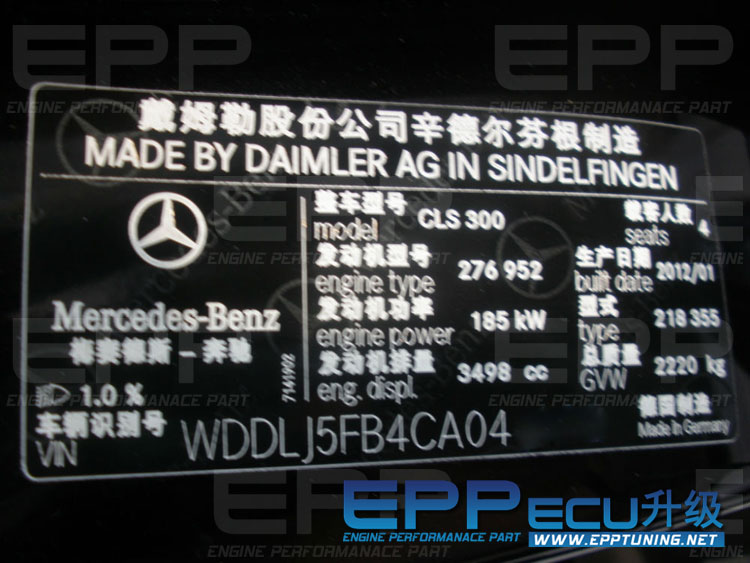 EPP EPP EPP
ENGINE PERFORMANACE PART ENGINE PERFORMANACE PART ENGINE PERFORMANACE PART
戴姆勒股份公司辛德尔芬根制造
MADE BY DAIMLER AG IN SINDELFINGEN
整车型号
model CLS 300
载客人数
seats 4
发动机型号
engine type 276 952
生产日期
built date 2012/01
发动机功率
engine power 185 kW
型式
type 218 355
发动机排量
eng. displ. 3498 cc
总质量
GVW 2220 kg
Mercedes-Benz
梅赛德斯－奔驰
7141902
1.0 %
车辆识别号
VIN WDDLJ5FB4CA04
德国制造
Made In Germany
EPPECU升级
ENGINE PERFORMANCE PART WWW.EPPTUNING.NET